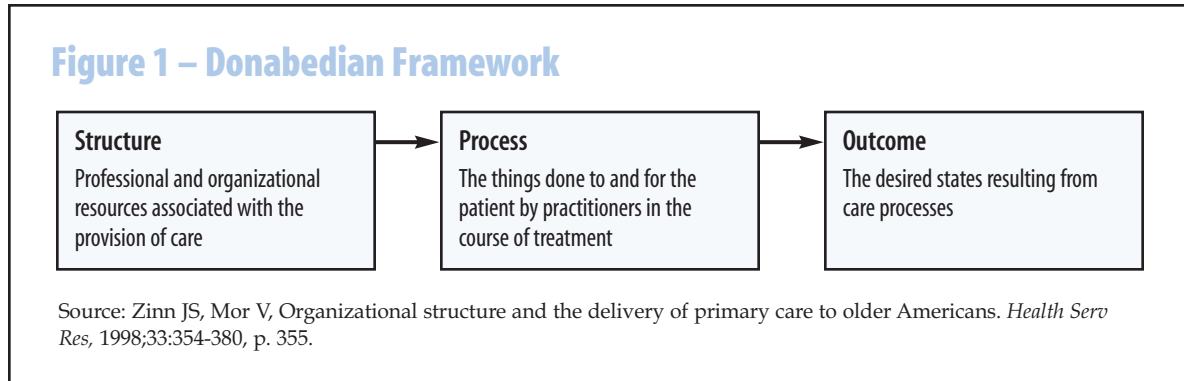 Figure 1 – Donabedian Framework
Structure
Professional and organizational
resources associated with the
provision of care
Process
The things done to and for the
patient by practitioners in the
course of treatment
Outcome
The desired states resulting from
care processes
Source: Zinn JS, Mor V, Organizational structure and the delivery of primary care to older Americans. Health Serv
Res, 1998;33:354-380, p. 355.